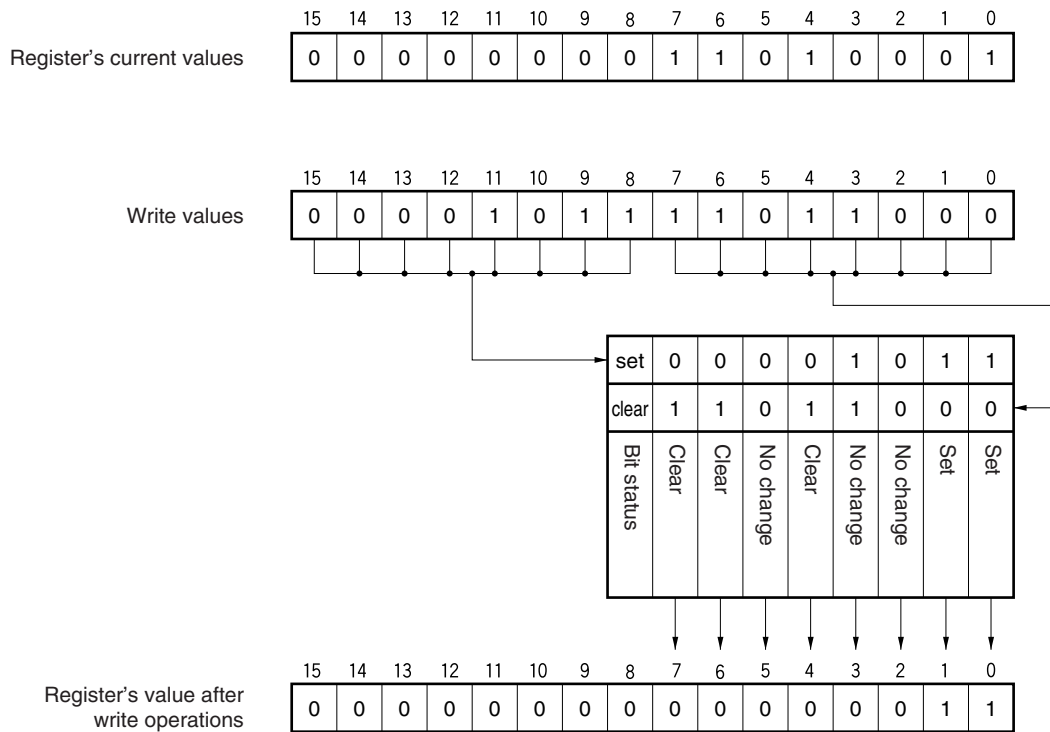 15 14 13 12 11 10 9 8 7 6 5 4 3 2 1 0
Register's current values 0 0 0 0 0 0 0 0 1 1 0 1 0 0 0 1
15 14 13 12 11 10 9 8 7 6 5 4 3 2 1 0
Write values 0 0 0 0 1 0 1 1 1 1 0 1 1 0 0 0
set 0 0 0 0 1 0 1 1
clear 1 1 0 1 1 0 0 0
Bit status Clear Clear No change Clear No change No change Set Set
15 14 13 12 11 10 9 8 7 6 5 4 3 2 1 0
Register's value after
write operations 0 0 0 0 0 0 0 0 0 0 0 0 0 0 1 1